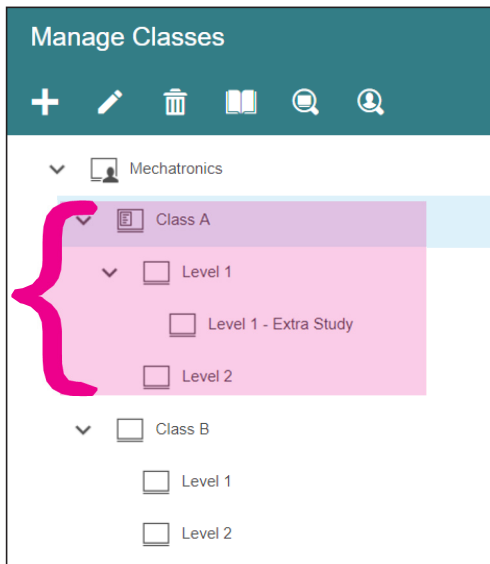 Manage Classes
Mechatronics
Class A
Level 1
Level 1 - Extra Study
Level 2
Class B
Level 1
Level 2